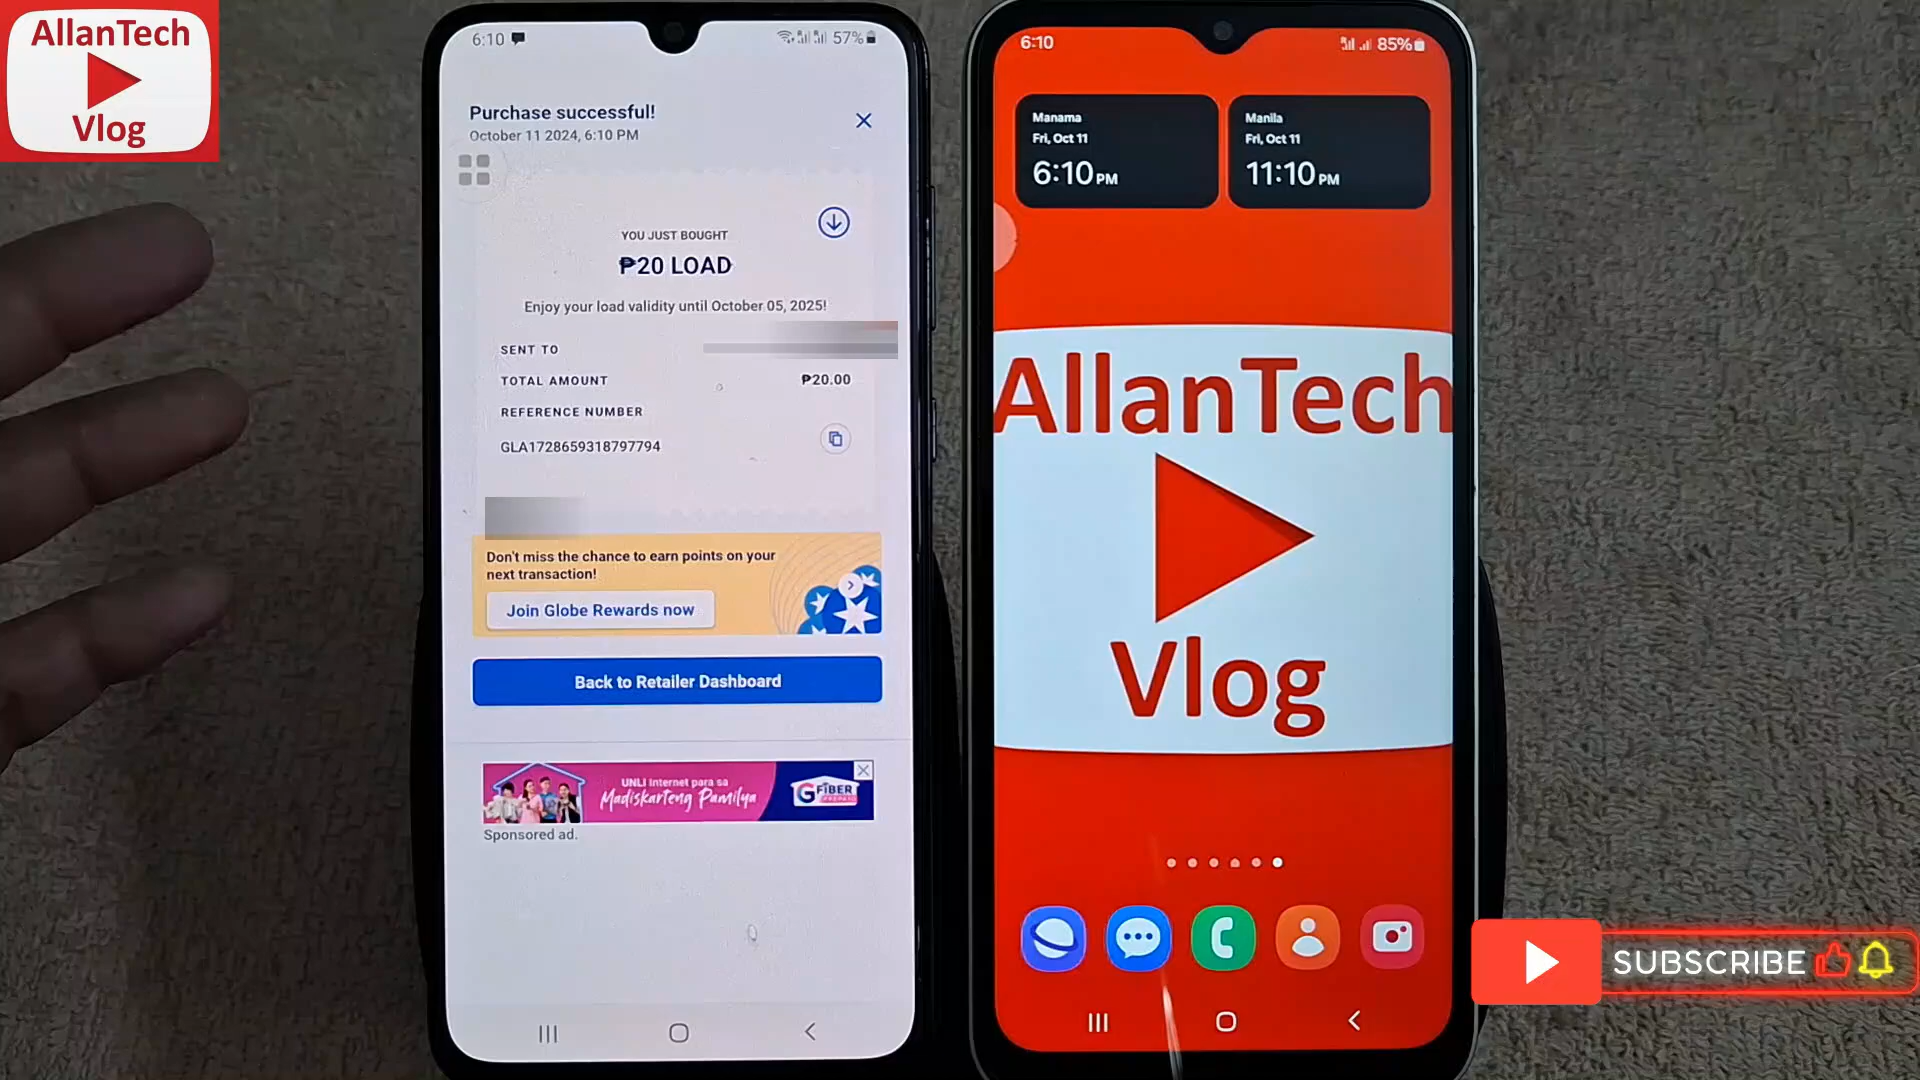 AllanTech
Vlog
6:10
57%
Purchase successful!
October 11 2024, 6:10 PM
YOU JUST BOUGHT
₱20 LOAD
Enjoy your load validity until October 05, 2025!
SENT TO
TOTAL AMOUNT ₱20.00
REFERENCE NUMBER
GLA1728659318797794
Don't miss the chance to earn points on your
next transaction!
Join Globe Rewards now
Back to Retailer Dashboard
UNLI Internet para sa
Madiskarteng Pamilya
GFiBER
PREPAID
Sponsored ad.
6:10
85%
Manama
Fri, Oct 11
6:10 PM
Manila
Fri, Oct 11
11:10 PM
AllanTech
Vlog
SUBSCRIBE